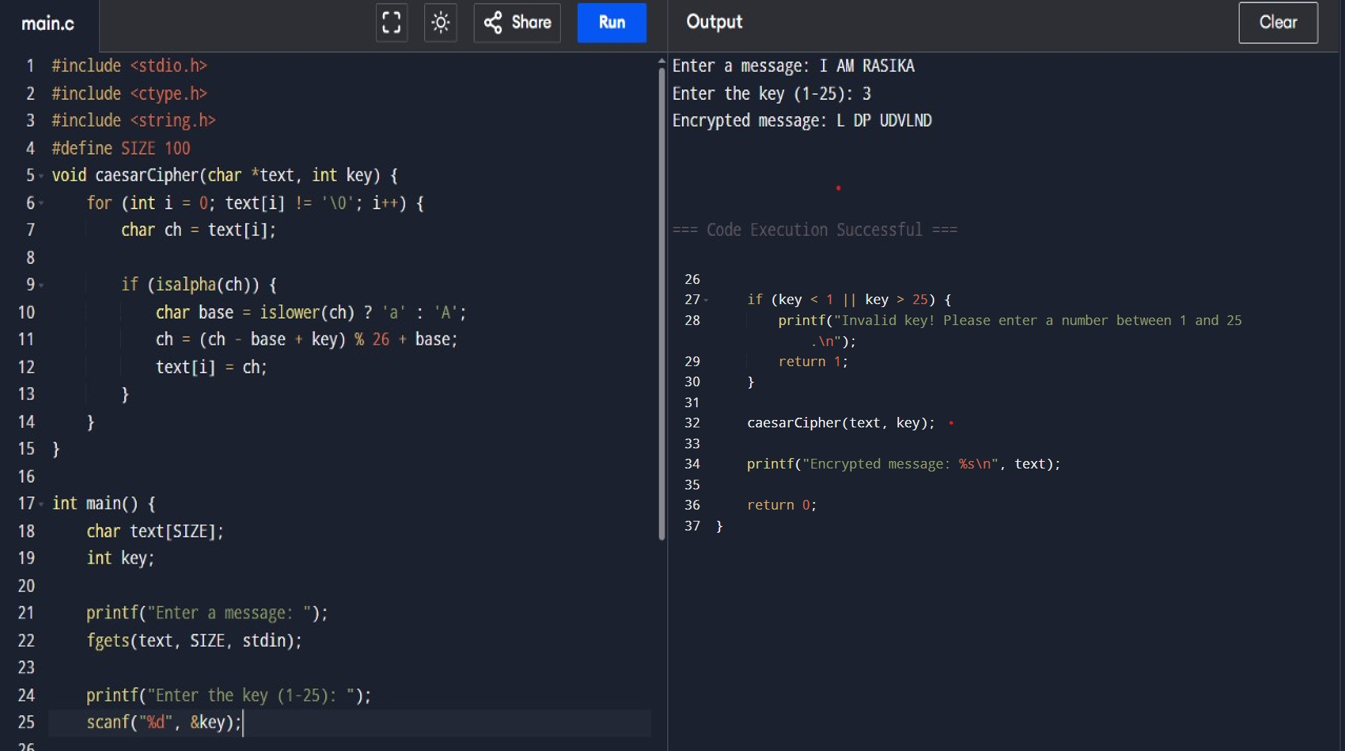 main.c
Share
Run
Output
Clear
1 #include <stdio.h>
2 #include <ctype.h>
3 #include <string.h>
4 #define SIZE 100
5 void caesarCipher(char *text, int key) {
6     for (int i = 0; text[i] != '\0'; i++) {
7         char ch = text[i];
8
9         if (isalpha(ch)) {
10             char base = islower(ch) ? 'a' : 'A';
11             ch = (ch - base + key) % 26 + base;
12             text[i] = ch;
13         }
14     }
15 }
16
17 int main() {
18     char text[SIZE];
19     int key;
20
21     printf("Enter a message: ");
22     fgets(text, SIZE, stdin);
23
24     printf("Enter the key (1-25): ");
25     scanf("%d", &key);
26
Enter a message: I AM RASIKA
Enter the key (1-25): 3
Encrypted message: L DP UDVLND
=== Code Execution Successful ===
26
27     if (key < 1 || key > 25) {
28         printf("Invalid key! Please enter a number between 1 and 25
            .\n");
29         return 1;
30     }
31
32     caesarCipher(text, key);
33
34     printf("Encrypted message: %s\n", text);
35
36     return 0;
37 }